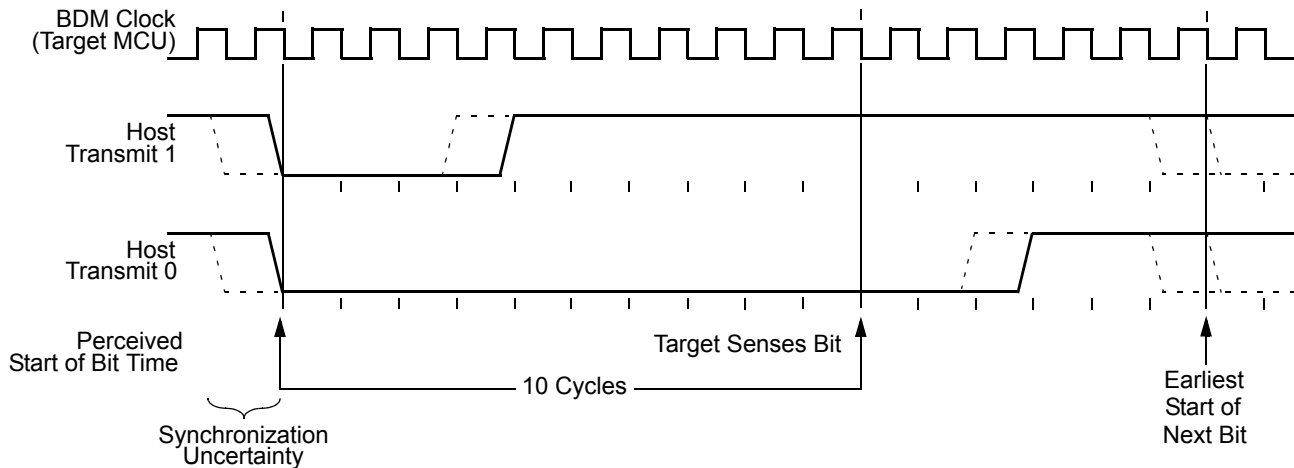 BDM Clock
(Target MCU)
Host
Transmit 1
Host
Transmit 0
Perceived
Start of Bit Time
Target Senses Bit
10 Cycles
Earliest
Start of
Next Bit
Synchronization
Uncertainty